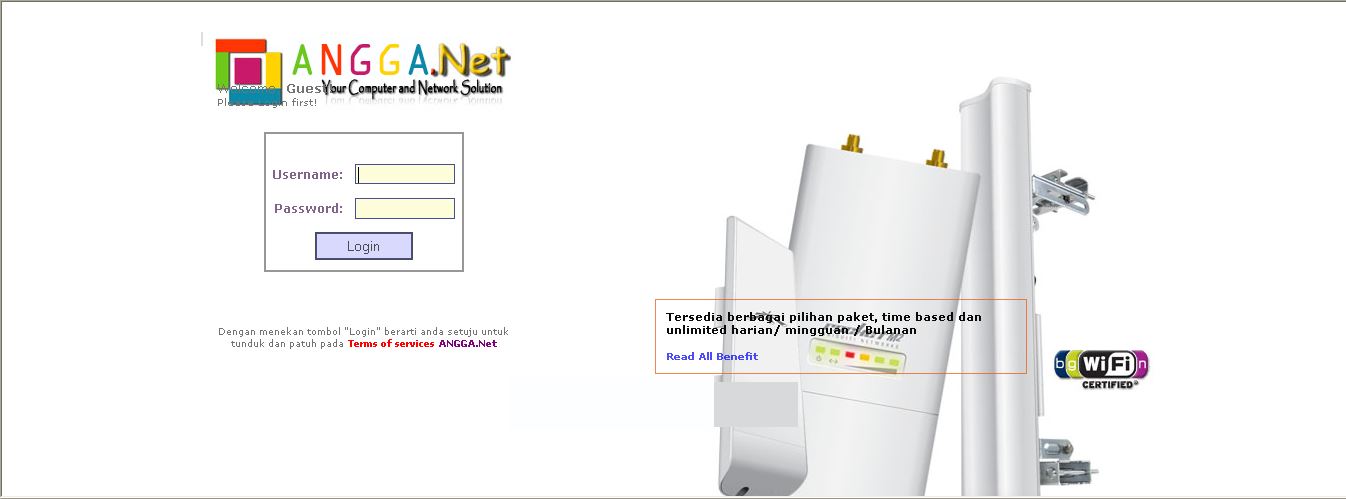 ANGGA.Net
Your Computer and Network Solution
Welcome, Guest
Please Login first!
Username:
Password:
Login
Dengan menekan tombol "Login" berarti anda setuju untuk
tunduk dan patuh pada Terms of services ANGGA.Net
Tersedia berbagai pilihan paket, time based dan
unlimited harian/ mingguan / Bulanan
Read All Benefit
M2
NETWORKS
b g WiFi n
CERTIFIED